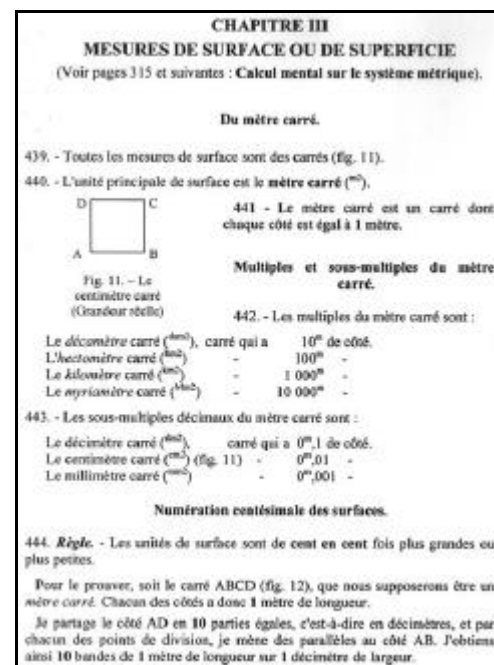 CHAPITRE III
MESURES DE SURFACE OU DE SUPERFICIE
(Voir pages 315 et suivantes : Calcul mental sur le système métrique).
Du mètre carré.
439. - Toutes les mesures de surface sont des carrés (fig. 11).
440. - L'unité principale de surface est le mètre carré (m2).
D C
A B
Fig. 11. - Le
centimètre carré
(Grandeur réelle)
441 - Le mètre carré est un carré dont
chaque côté est égal à 1 mètre.
Multiples et sous-multiples du mètre
carré.
442. - Les multiples du mètre carré sont :
Le décamètre carré (dam2), carré qui a 10m de côté.
L'hectomètre carré (hm2) - 100m -
Le kilomètre carré (km2) - 1 000m -
Le myriamètre carré - 10 000m -
443. - Les sous-multiples décimaux du mètre carré sont :
Le décimètre carré (dm2), carré qui a 0m,1 de côté.
Le centimètre carré (cm2) (fig. 11) - 0m,01 -
Le millimètre carré (mm2) - 0m,001 -
Numération centésimale des surfaces.
444. Règle. - Les unités de surface sont de cent en cent fois plus grandes ou
plus petites.
Pour le prouver, soit le carré ABCD (fig. 12), que nous supposerons être un
mètre carré. Chacun des côtés a donc 1 mètre de longueur.
Je partage le côté AD en 10 parties égales, c'est-à-dire en décimètres, et par
chacun des points de division, je mène des parallèles au côté AB. J'obtiens
ainsi 10 bandes de 1 mètre de longueur sur 1 décimètre de largeur.